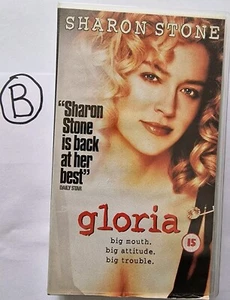 SHARON STONE
B
"Sharon
Stone
is back
at her
best"
DAILY STAR
gloria
15
big mouth.
big attitude.
big trouble.